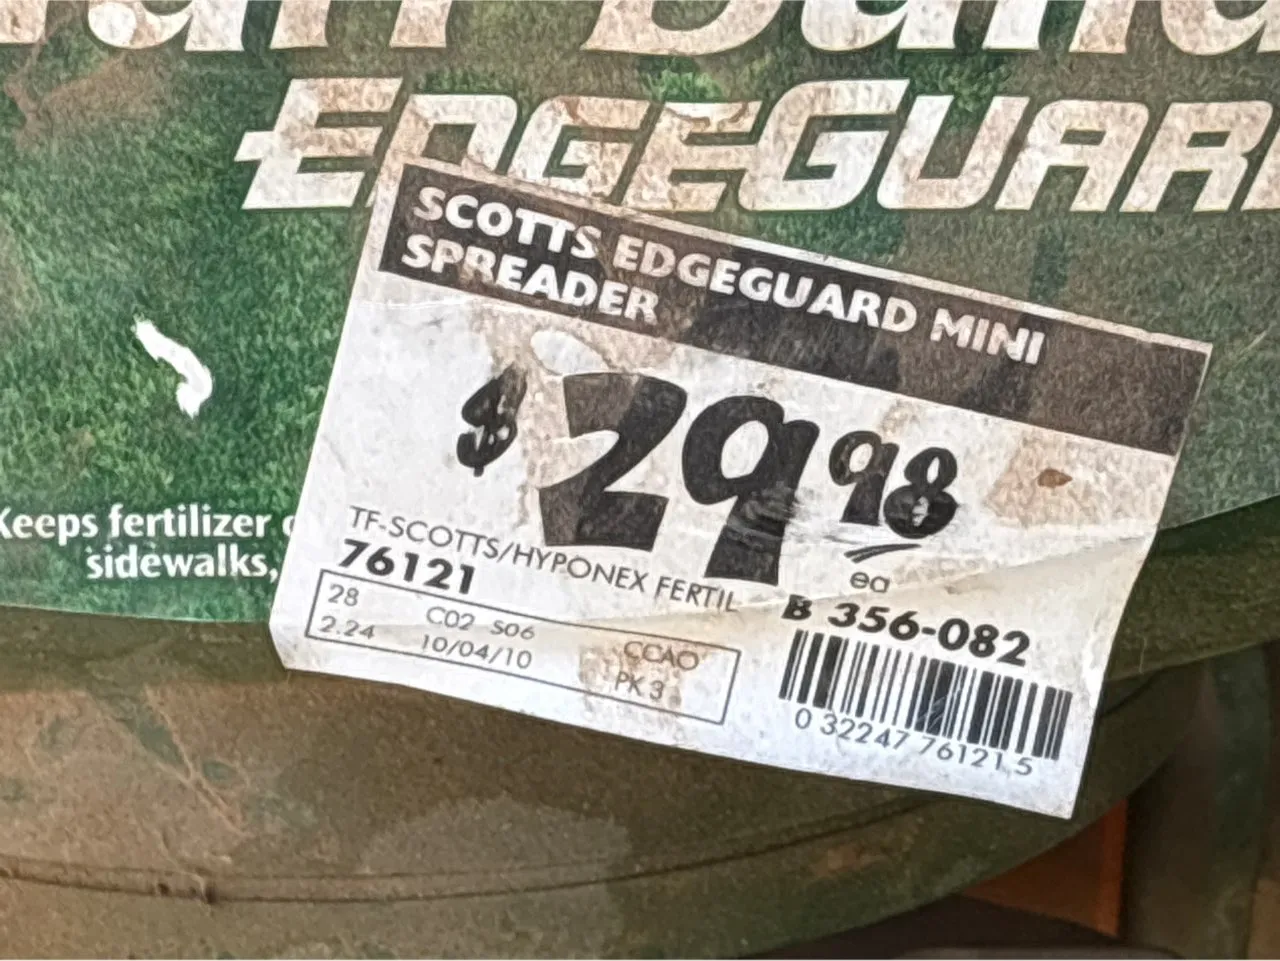 EDGEGUAR
SCOTTS EDGEGUARD MINI
SPREADER
$29 98
ea
Keeps fertilizer
sidewalks,
TF-SCOTTS/HYPONEX FERTIL
76121
B 356-082
28 C02 S06 CCAO
2.24 10/04/10 PK 3
0 32247 76121 5